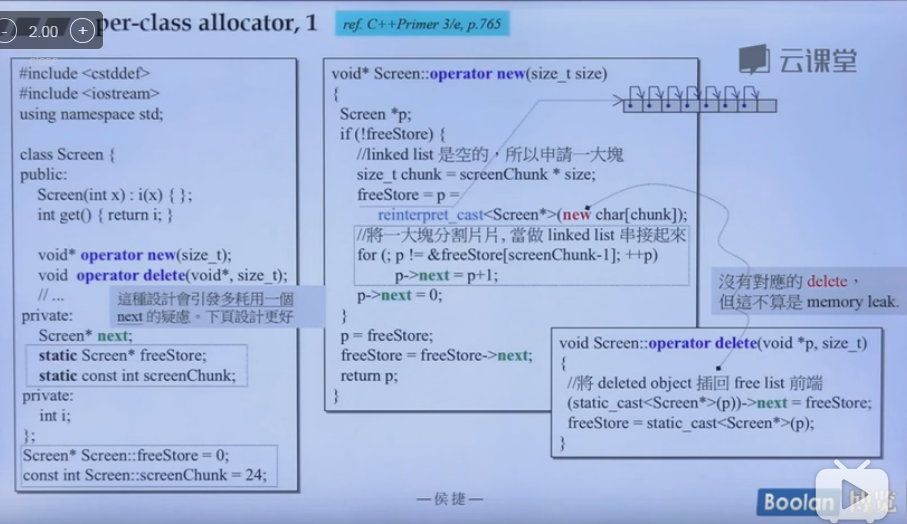 2.00
per-class allocator, 1
ref. C++Primer 3/e, p.765
云课堂
#include <cstddef>
#include <iostream>
using namespace std;
class Screen {
public:
Screen(int x) : i(x) { };
int get() { return i; }
void* operator new(size_t);
void operator delete(void*, size_t);
// ...
private:
Screen* next;
static Screen* freeStore;
static const int screenChunk;
private:
int i;
};
Screen* Screen::freeStore = 0;
const int Screen::screenChunk = 24;
這種設計會引發多耗用一個
next 的疑慮。下頁設計更好
void* Screen::operator new(size_t size)
{
Screen *p;
if (!freeStore) {
//linked list 是空的，所以申請一大塊
size_t chunk = screenChunk * size;
freeStore = p =
reinterpret_cast<Screen*>(new char[chunk]);
//將一大塊分割片片, 當做 linked list 串接起來
for (; p != &freeStore[screenChunk-1]; ++p)
p->next = p+1;
p->next = 0;
}
p = freeStore;
freeStore = freeStore->next;
return p;
}
沒有對應的 delete，
但這不算是 memory leak.
void Screen::operator delete(void *p, size_t)
{
//將 deleted object 插回 free list 前端
(static_cast<Screen*>(p))->next = freeStore;
freeStore = static_cast<Screen*>(p);
}
—侯捷—
Boolan 博览